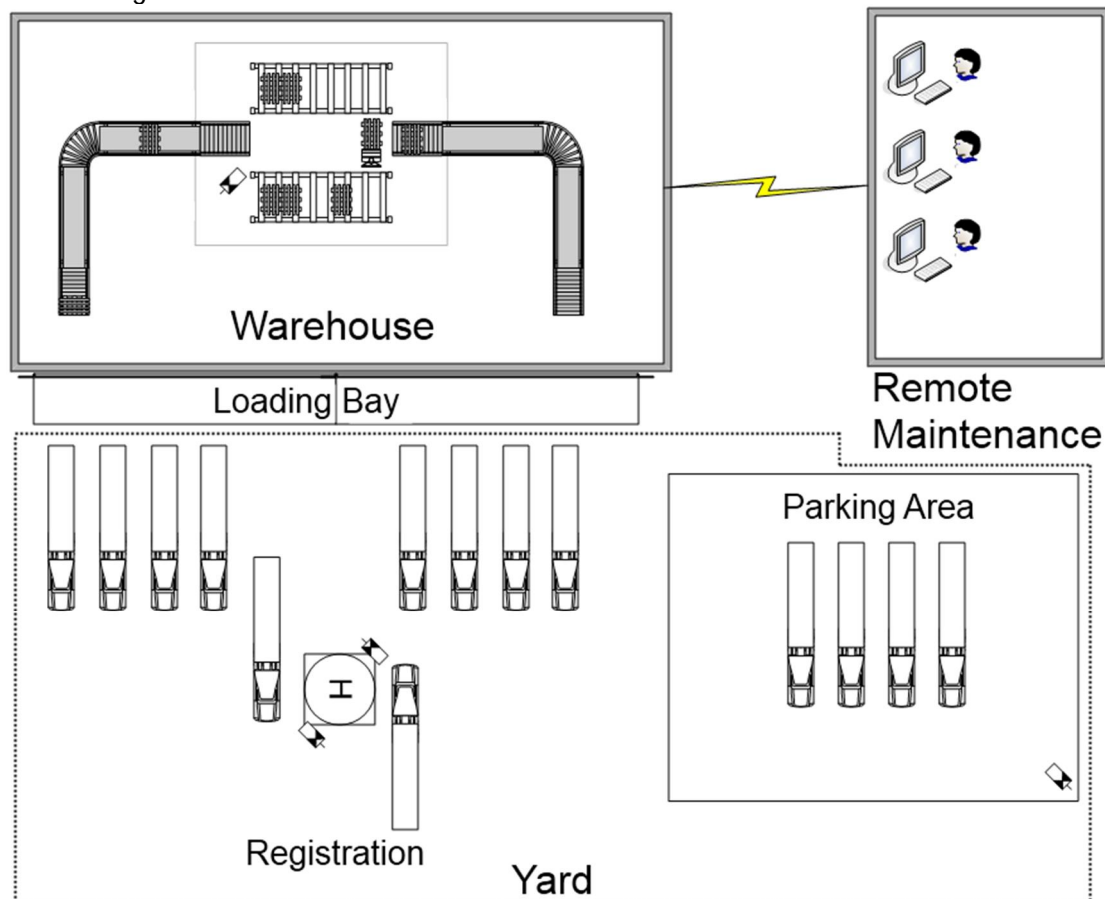 Warehouse
Loading Bay
Remote
Maintenance
Parking Area
H
Registration
Yard